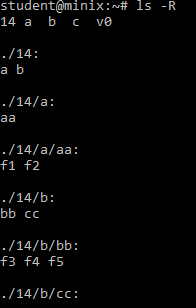 student@minix:~# ls -R
14 a b c v0
./14:
a b
./14/a:
aa
./14/a/aa:
f1 f2
./14/b:
bb cc
./14/b/bb:
f3 f4 f5
./14/b/cc: